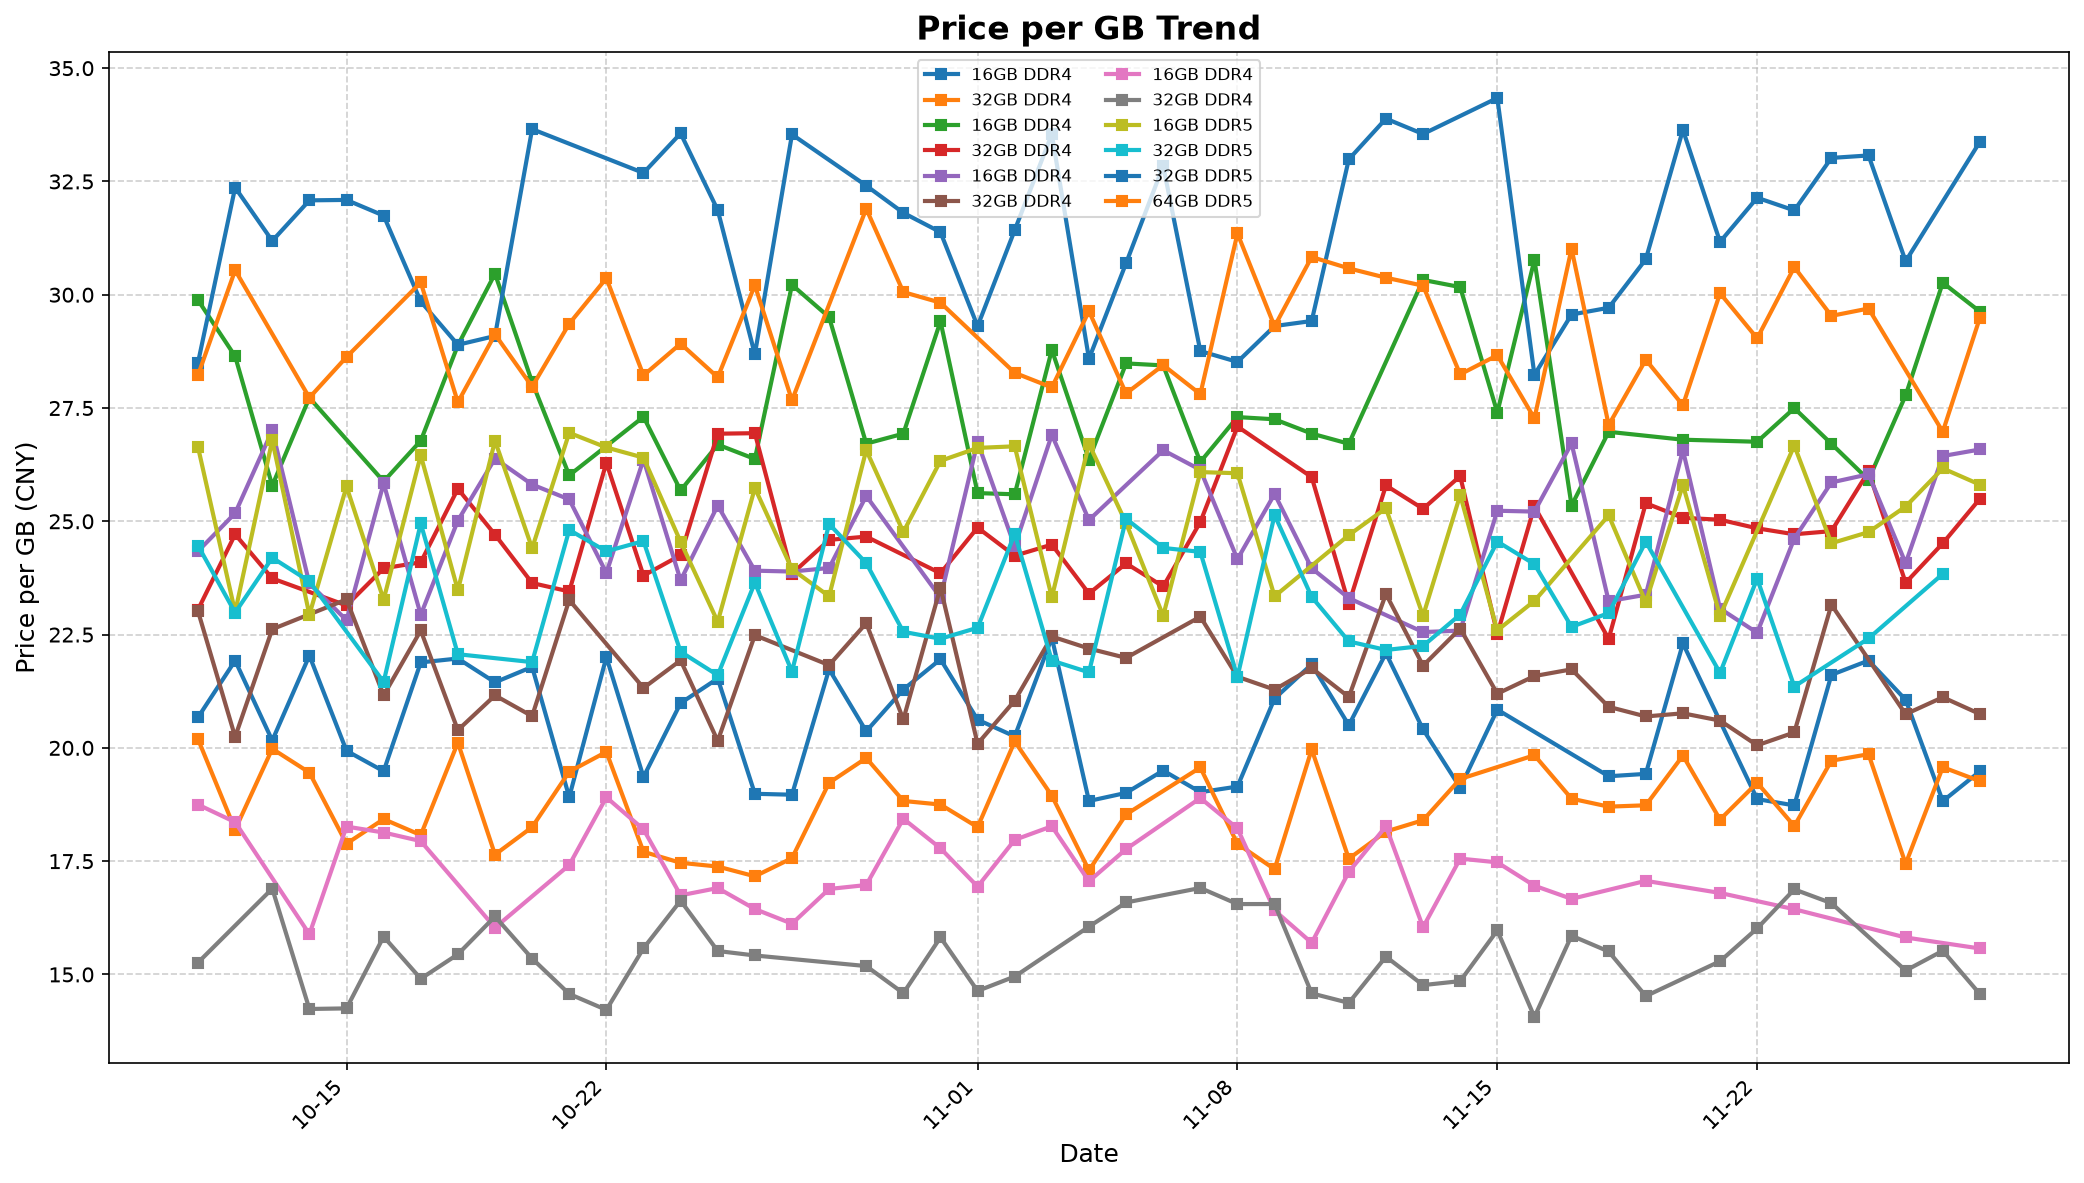 Price per GB Trend
35.0
32.5
30.0
27.5
25.0
22.5
20.0
17.5
15.0
Price per GB (CNY)
16GB DDR4
32GB DDR4
16GB DDR4
32GB DDR4
16GB DDR4
32GB DDR4
16GB DDR4
32GB DDR4
16GB DDR5
32GB DDR5
32GB DDR5
64GB DDR5
10-15
10-22
11-01
11-08
11-15
11-22
Date